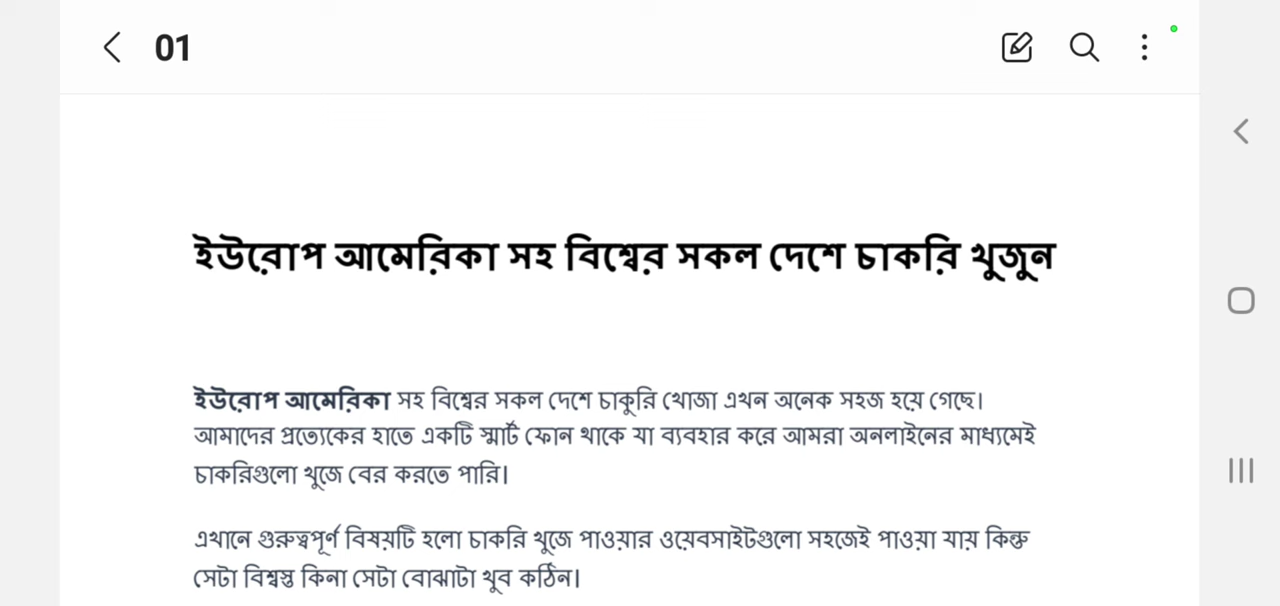 01
ইউরোপ আমেরিকা সহ বিশ্বের সকল দেশে চাকরি খুজুন
ইউরোপ আমেরিকা সহ বিশ্বের সকল দেশে চাকুরি খোজা এখন অনেক সহজ হয়ে গেছে।
আমাদের প্রত্যেকের হাতে একটি স্মার্ট ফোন থাকে যা ব্যবহার করে আমরা অনলাইনের মাধ্যমেই
চাকরিগুলো খুজে বের করতে পারি।
এখানে গুরুত্বপূর্ণ বিষয়টি হলো চাকরি খুজে পাওয়ার ওয়েবসাইটগুলো সহজেই পাওয়া যায় কিন্তু
সেটা বিশ্বস্ত কিনা সেটা বোঝাটা খুব কঠিন।